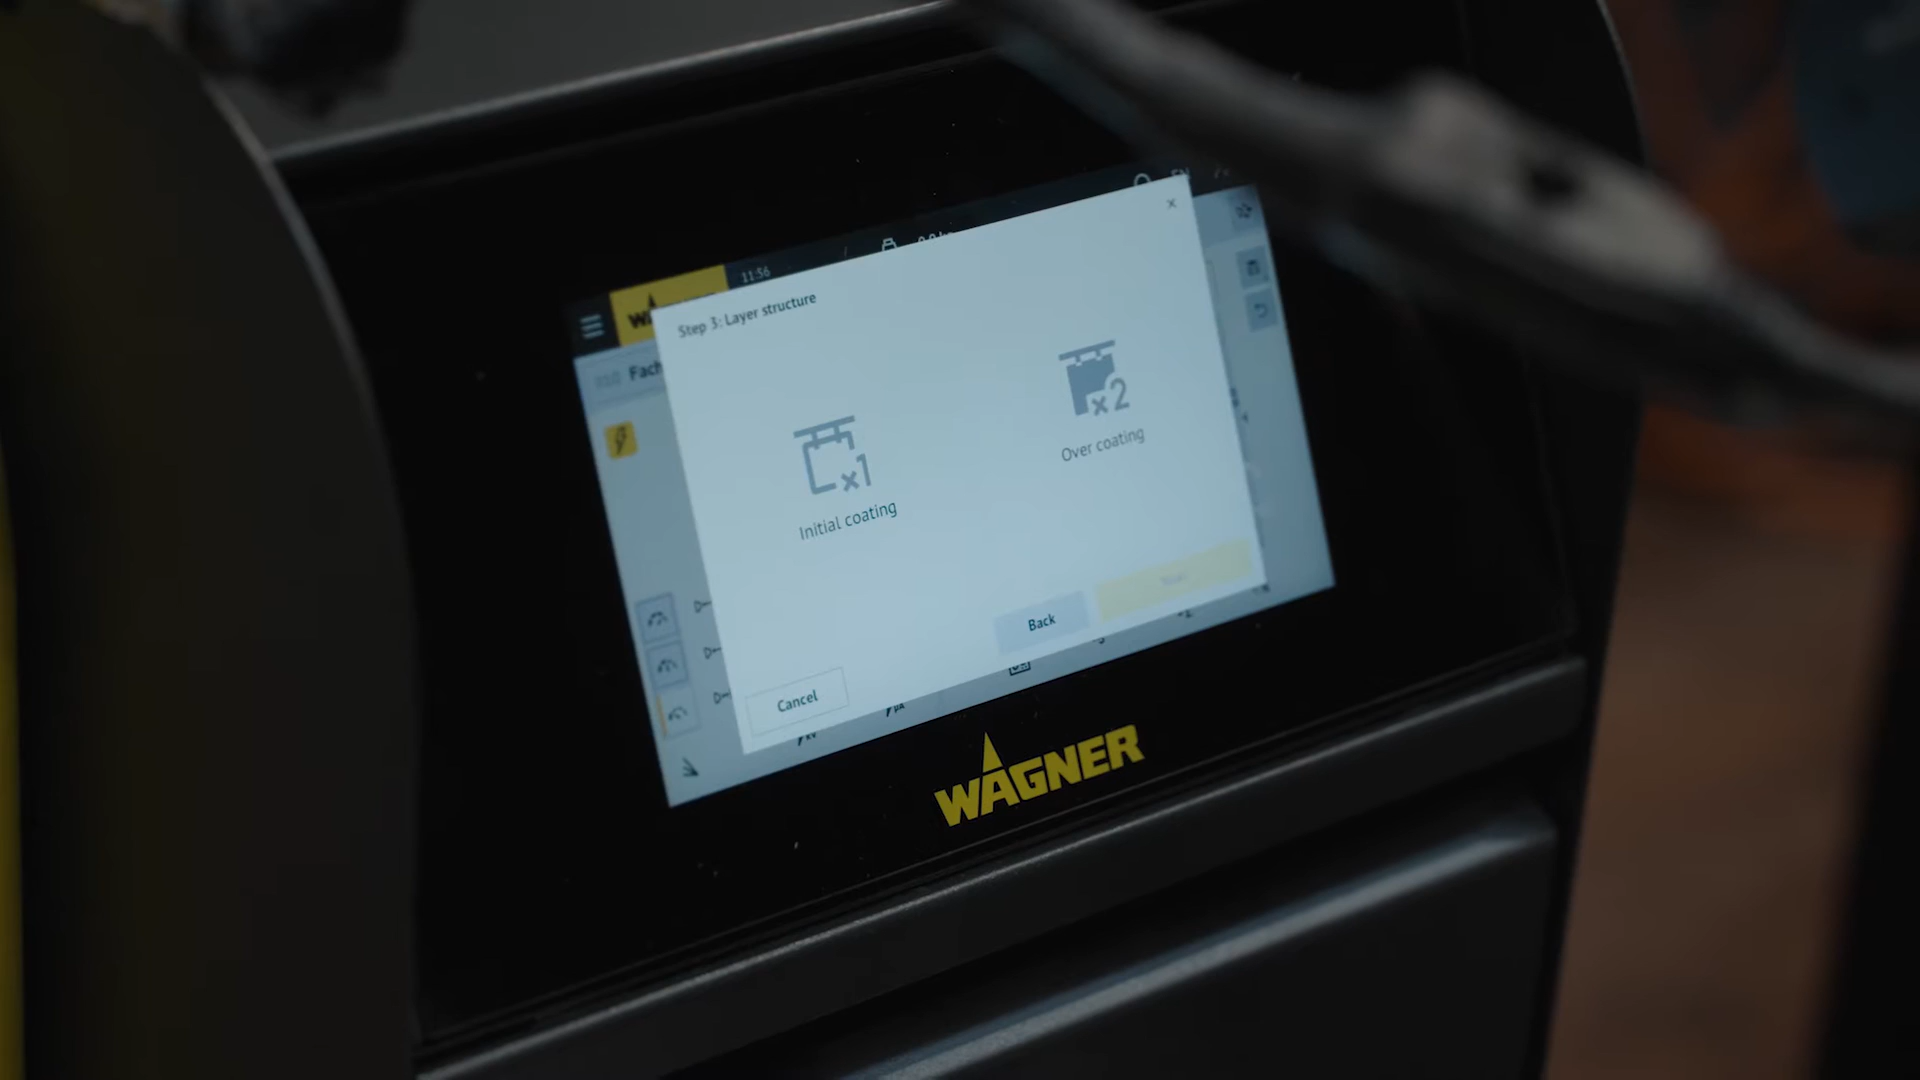 11:56
Step 3: Layer structure
x1
Initial coating
x2
Over coating
Back
Cancel
WAGNER